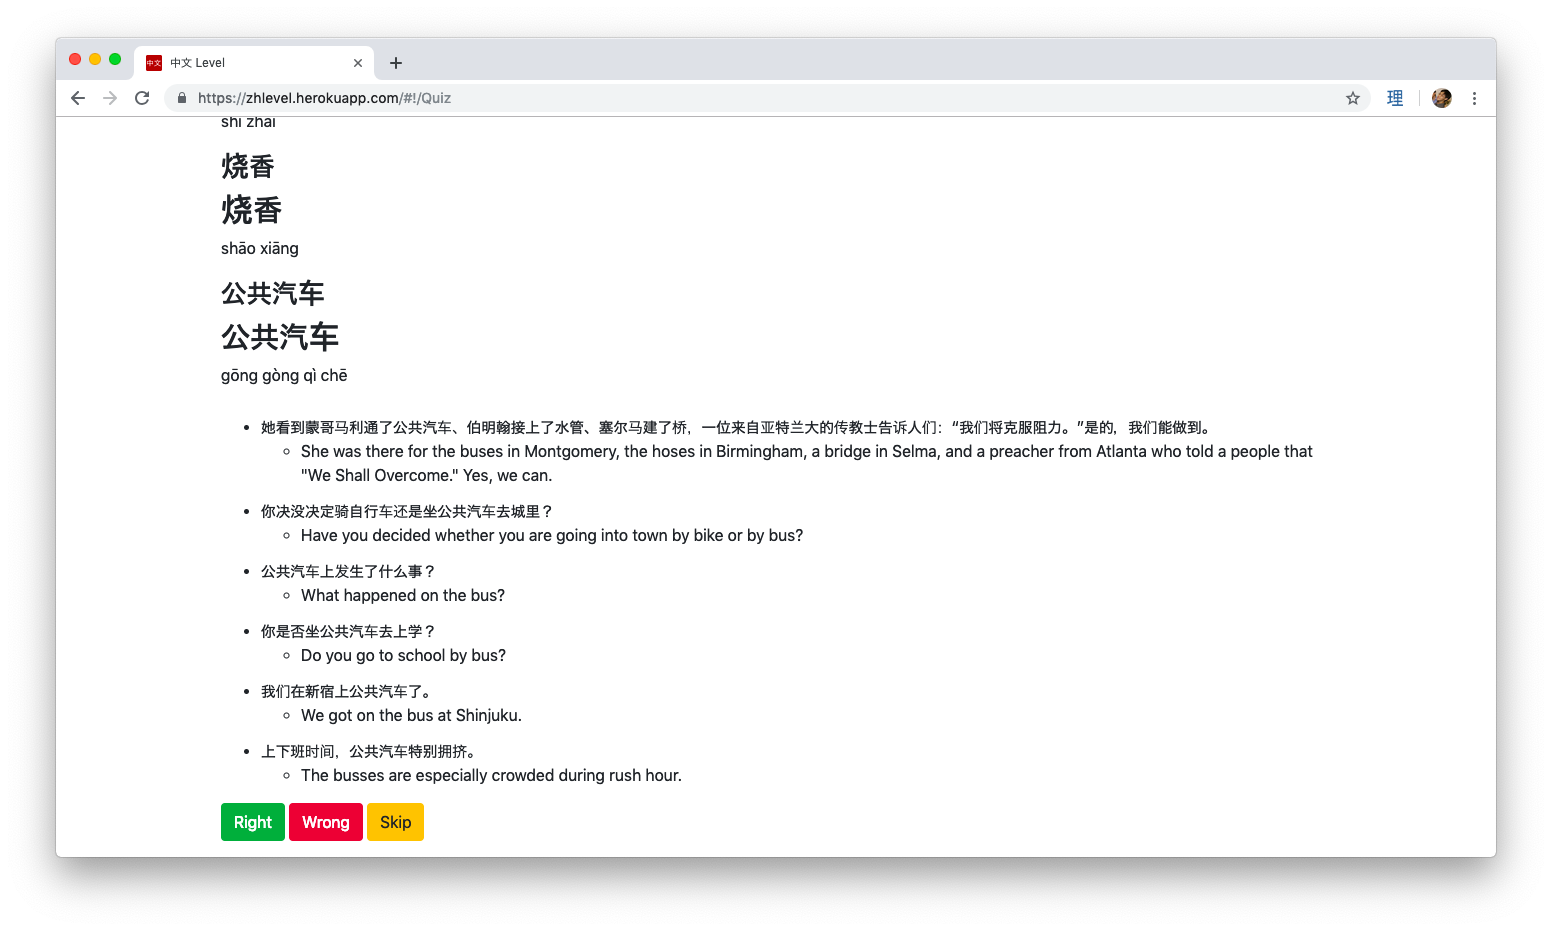 中文 Level
https://zhlevel.herokuapp.com/#!/Quiz
理
shi zhai
烧香
烧香
shāo xiāng
公共汽车
公共汽车
gōng gòng qì chē
她看到蒙哥马利通了公共汽车、伯明翰接上了水管、塞尔马建了桥，一位来自亚特兰大的传教士告诉人们：“我们将克服阻力。”是的，我们能做到。
She was there for the buses in Montgomery, the hoses in Birmingham, a bridge in Selma, and a preacher from Atlanta who told a people that
"We Shall Overcome." Yes, we can.
你决没决定骑自行车还是坐公共汽车去城里？
Have you decided whether you are going into town by bike or by bus?
公共汽车上发生了什么事？
What happened on the bus?
你是否坐公共汽车去上学？
Do you go to school by bus?
我们在新宿上公共汽车了。
We got on the bus at Shinjuku.
上下班时间，公共汽车特别拥挤。
The busses are especially crowded during rush hour.
Right Wrong Skip